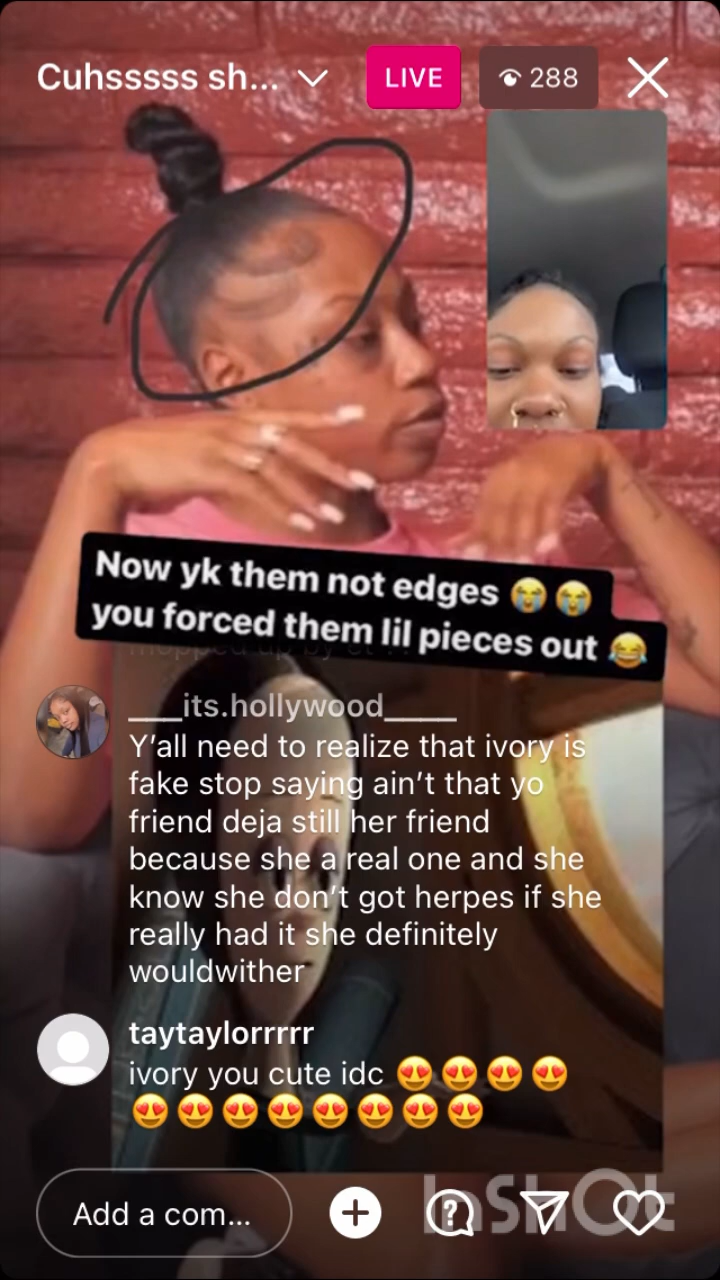 Cuhsssss sh...
LIVE
288
Now yk them not edges 😭😭
you forced them lil pieces out 😂
___its.hollywood____
Y’all need to realize that ivory is
fake stop saying ain’t that yo
friend deja still her friend
because she a real one and she
know she don’t got herpes if she
really had it she definitely
wouldwither
taytaylorrrrr
ivory you cute idc 😍😍😍😍
😍😍😍😍😍😍😍😍
Add a com...
InShOt